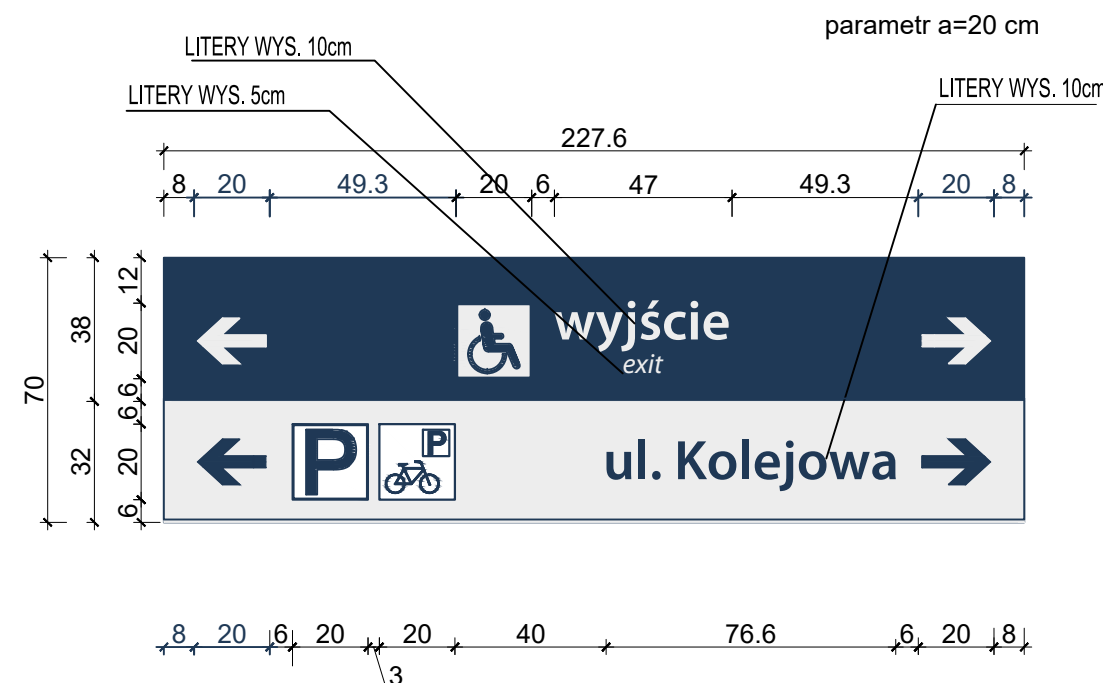 parametr a=20 cm
LITERY WYS. 10cm
LITERY WYS. 5cm
LITERY WYS. 10cm
227.6
8 20 49.3 20 6 47 49.3 20 8
70
38
32
12
20
6
6
20
6
wyjście
exit
P
P
ul. Kolejowa
8 20 6 20 20 40 76.6 6 20 8
3